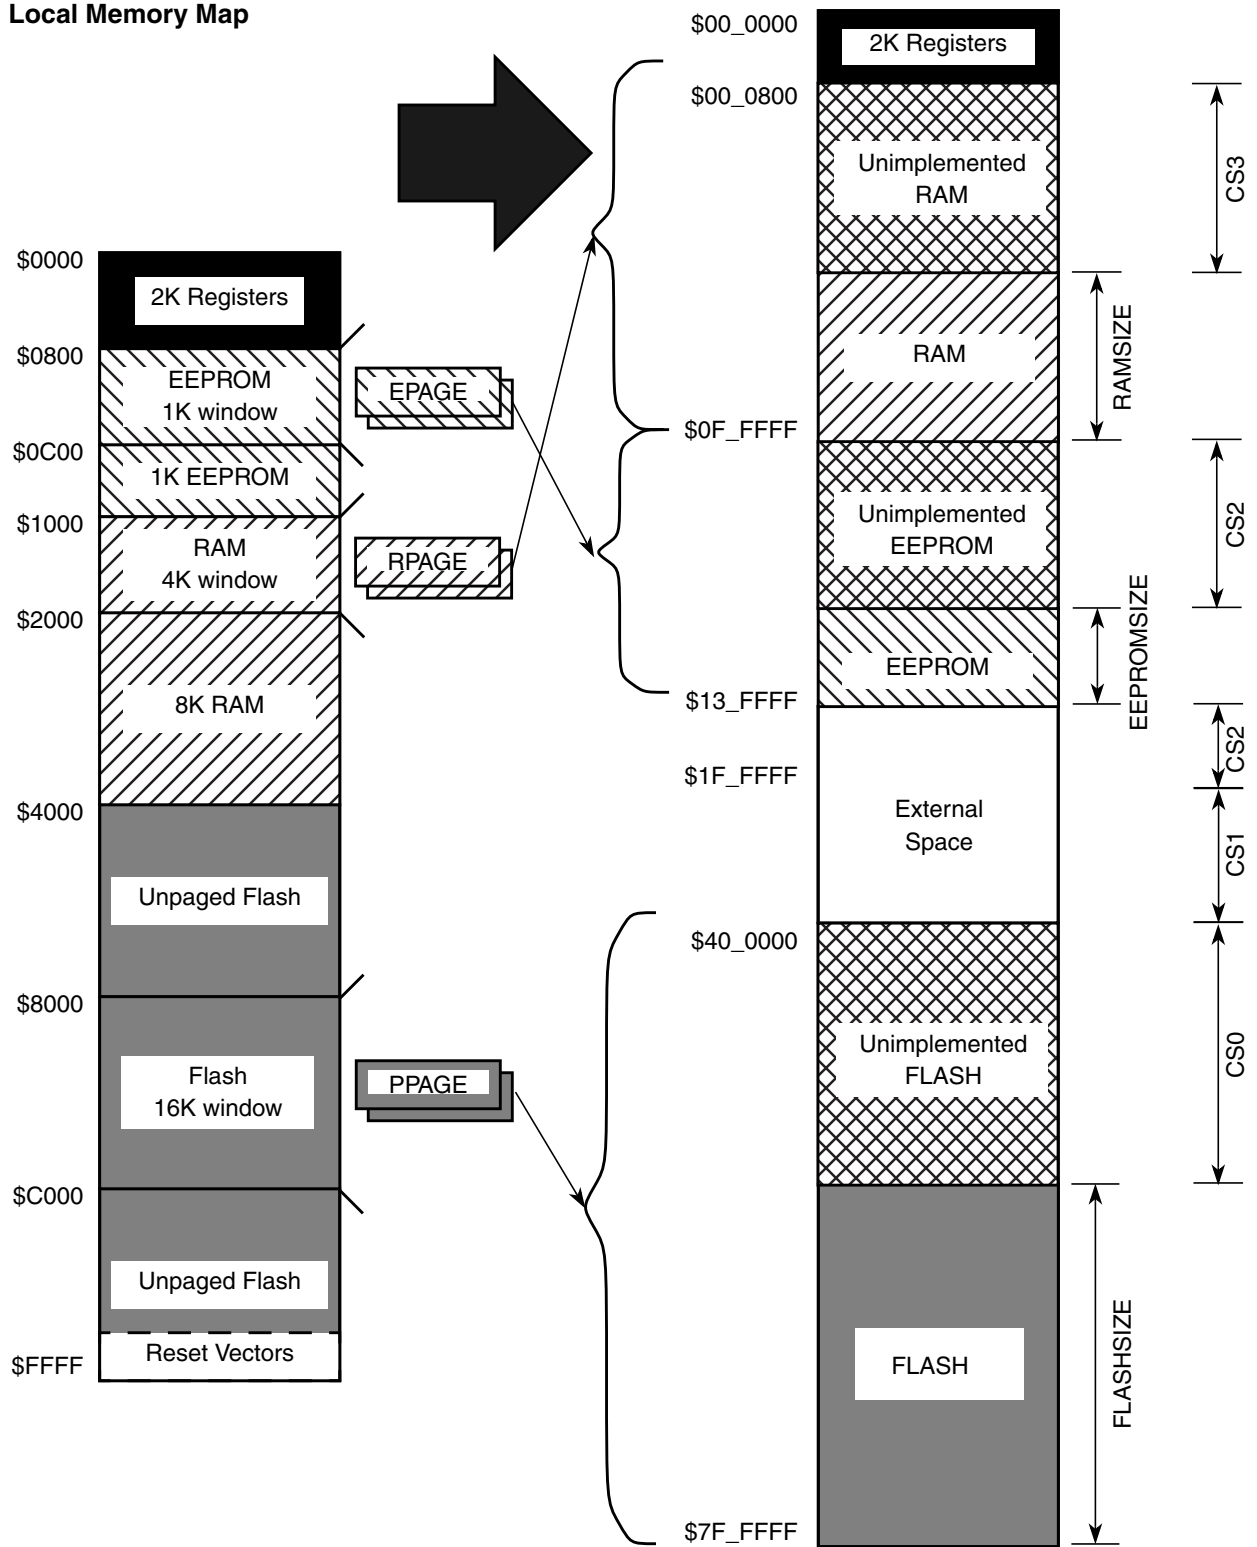 Local Memory Map
$0000
2K Registers
$0800
EEPROM
1K window
$0C00
1K EEPROM
$1000
RAM
4K window
$2000
8K RAM
$4000
Unpaged Flash
$8000
Flash
16K window
$C000
Unpaged Flash
Reset Vectors
$FFFF
EPAGE
RPAGE
PPAGE
$00_0000
2K Registers
$00_0800
Unimplemented
RAM
RAM
$0F_FFFF
Unimplemented
EEPROM
EEPROM
$13_FFFF
$1F_FFFF
External
Space
$40_0000
Unimplemented
FLASH
FLASH
$7F_FFFF
RAMSIZE
EEPROMSIZE
FLASHSIZE
CS3
CS2
CS2
CS1
CS0